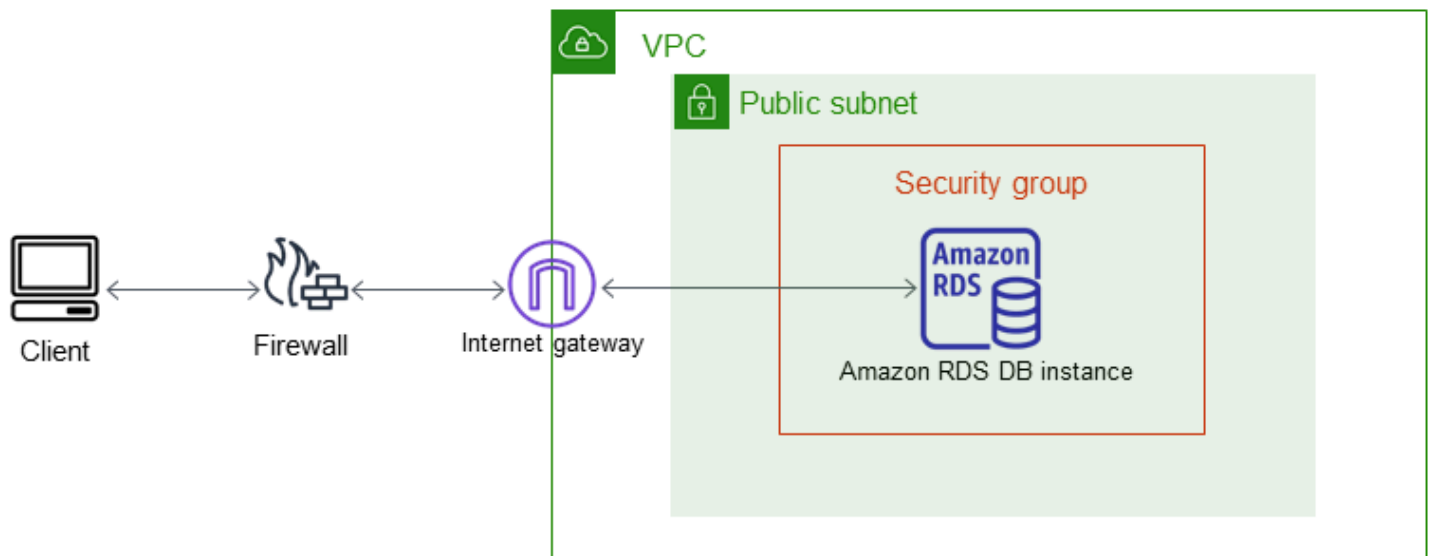 VPC
Public subnet
Security group
Amazon
RDS
Client
Firewall
Internet gateway
Amazon RDS DB instance